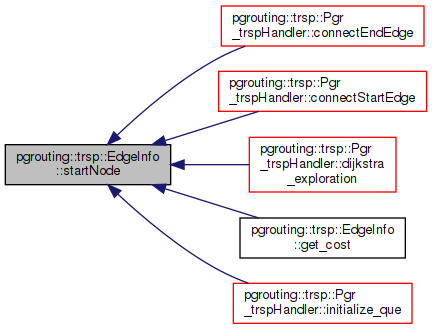 pgrouting::trsp::Pgr
_trspHandler::connectEndEdge
pgrouting::trsp::Pgr
_trspHandler::connectStartEdge
pgrouting::trsp::EdgeInfo
::startNode
pgrouting::trsp::Pgr
_trspHandler::dijkstra
_exploration
pgrouting::trsp::EdgeInfo
::get_cost
pgrouting::trsp::Pgr
_trspHandler::initialize_que